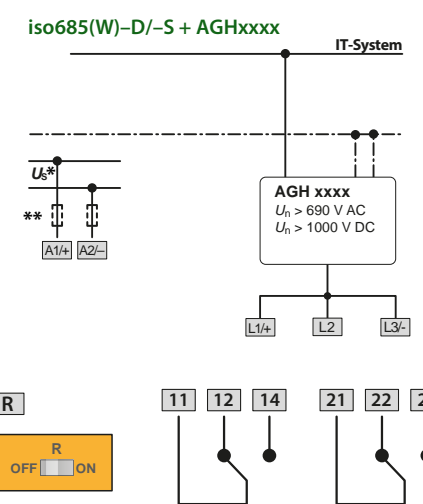 iso685(W)–D/–S + AGHxxxx
IT-System
Us*
**
AGH xxxx
Un > 690 V AC
Un > 1000 V DC
A1/+ A2/–
L1/+ L2 L3/-
R 11 12 14 21 22
R
OFF ON